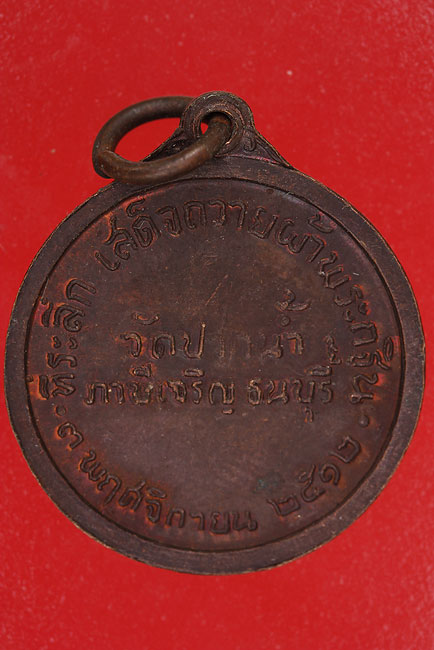 ที่ระลึก เสด็จถวายผ้าพระกฐิน
วัดปากน้ำ
ภาษีเจริญ ธนบุรี
๓ พฤศจิกายน ๒๕๑๒